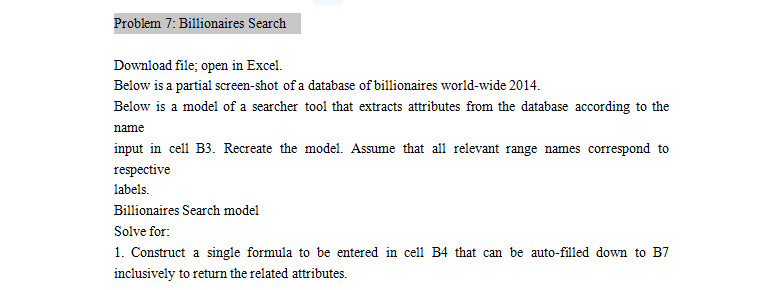 Problem 7: Billionaires Search
Download file; open in Excel.
Below is a partial screen-shot of a database of billionaires world-wide 2014.
Below is a model of a searcher tool that extracts attributes from the database according to the
name
input in cell B3. Recreate the model. Assume that all relevant range names correspond to
respective
labels.
Billionaires Search model
Solve for:
1. Construct a single formula to be entered in cell B4 that can be auto-filled down to B7
inclusively to return the related attributes.